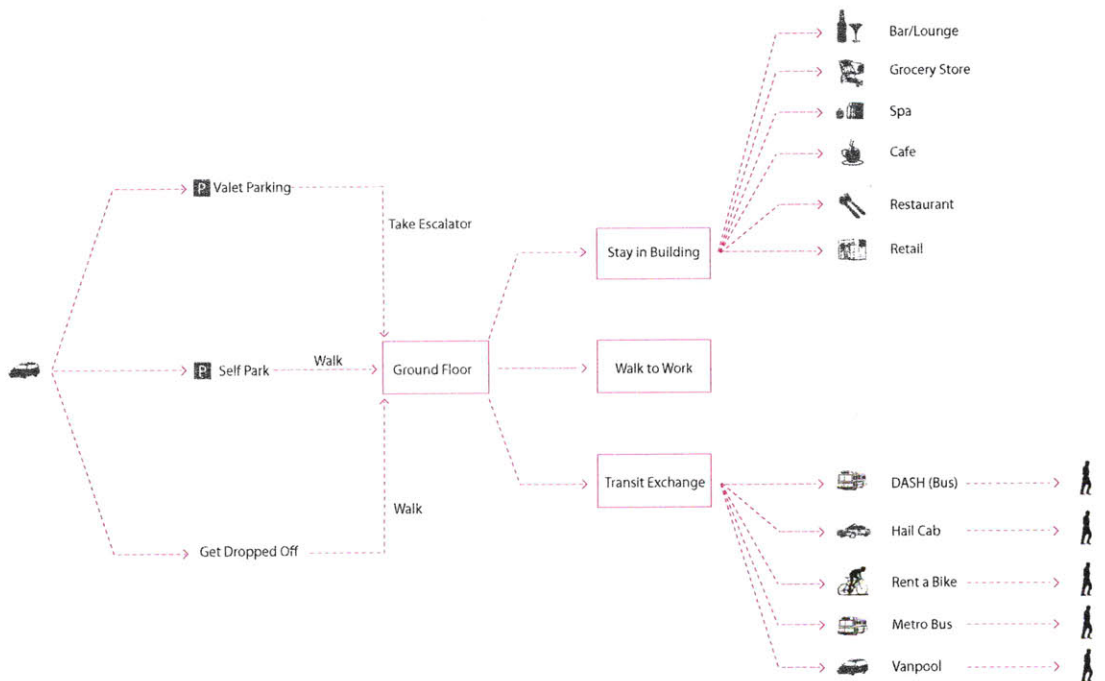 Bar/Lounge
Grocery Store
Spa
Cafe
Restaurant
Retail
P Valet Parking
Take Escalator
Stay in Building
P Self Park
Walk
Ground Floor
Walk to Work
Transit Exchange
Walk
Get Dropped Off
DASH (Bus)
Hail Cab
Rent a Bike
Metro Bus
Vanpool